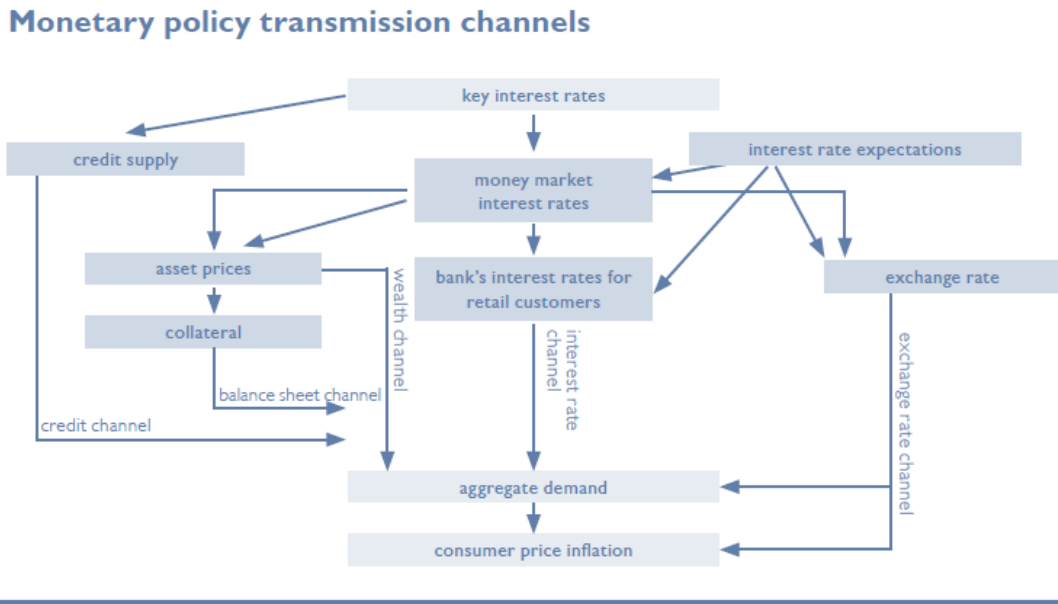 Monetary policy transmission channels
key interest rates
credit supply
interest rate expectations
money market
interest rates
asset prices
bank's interest rates for
retail customers
exchange rate
collateral
wealth channel
interest rate
channel
exchange rate channel
balance sheet channel
credit channel
aggregate demand
consumer price inflation